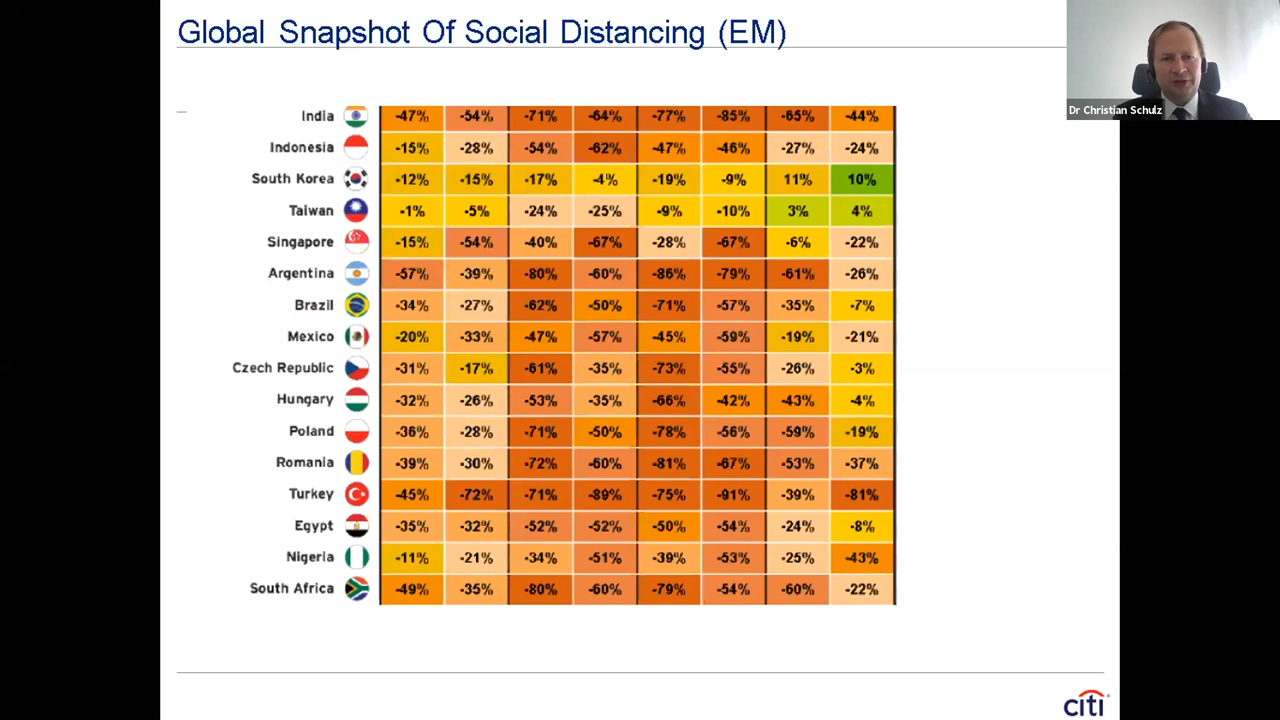 Global Snapshot Of Social Distancing (EM)
Dr Christian Schulz
India -47% -54% -71% -64% -77% -85% -65% -44%
Indonesia -15% -28% -54% -62% -47% -46% -27% -24%
South Korea -12% -15% -17% -4% -19% -9% 11% 10%
Taiwan -1% -5% -24% -25% -9% -10% 3% 4%
Singapore -15% -54% -40% -67% -28% -67% -6% -22%
Argentina -57% -39% -80% -60% -86% -79% -61% -26%
Brazil -34% -27% -62% -50% -71% -57% -35% -7%
Mexico -20% -33% -47% -57% -45% -59% -19% -21%
Czech Republic -31% -17% -61% -35% -73% -55% -26% -3%
Hungary -32% -26% -53% -35% -66% -42% -43% -4%
Poland -36% -28% -71% -50% -78% -56% -59% -19%
Romania -39% -30% -72% -60% -81% -67% -53% -37%
Turkey -45% -72% -71% -89% -75% -91% -39% -81%
Egypt -35% -32% -52% -52% -50% -54% -24% -8%
Nigeria -11% -21% -34% -51% -39% -53% -25% -43%
South Africa -49% -35% -80% -60% -79% -54% -60% -22%
citi